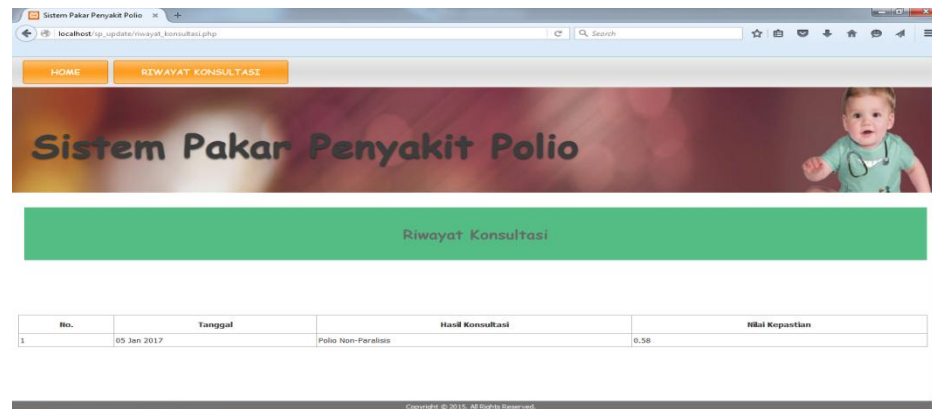 Sistem Pakar Penyakit Polio × +
localhost/sp_update/riwayat_konsultasi.php Search
HOME RIWAYAT KONSULTASI
Sistem Pakar Penyakit Polio
Riwayat Konsultasi
No. Tanggal Hasil Konsultasi Nilai Kepastian
1 05 Jan 2017 Polio Non-Paralisis 0.58
Copyright © 2015. All Rights Reserved.